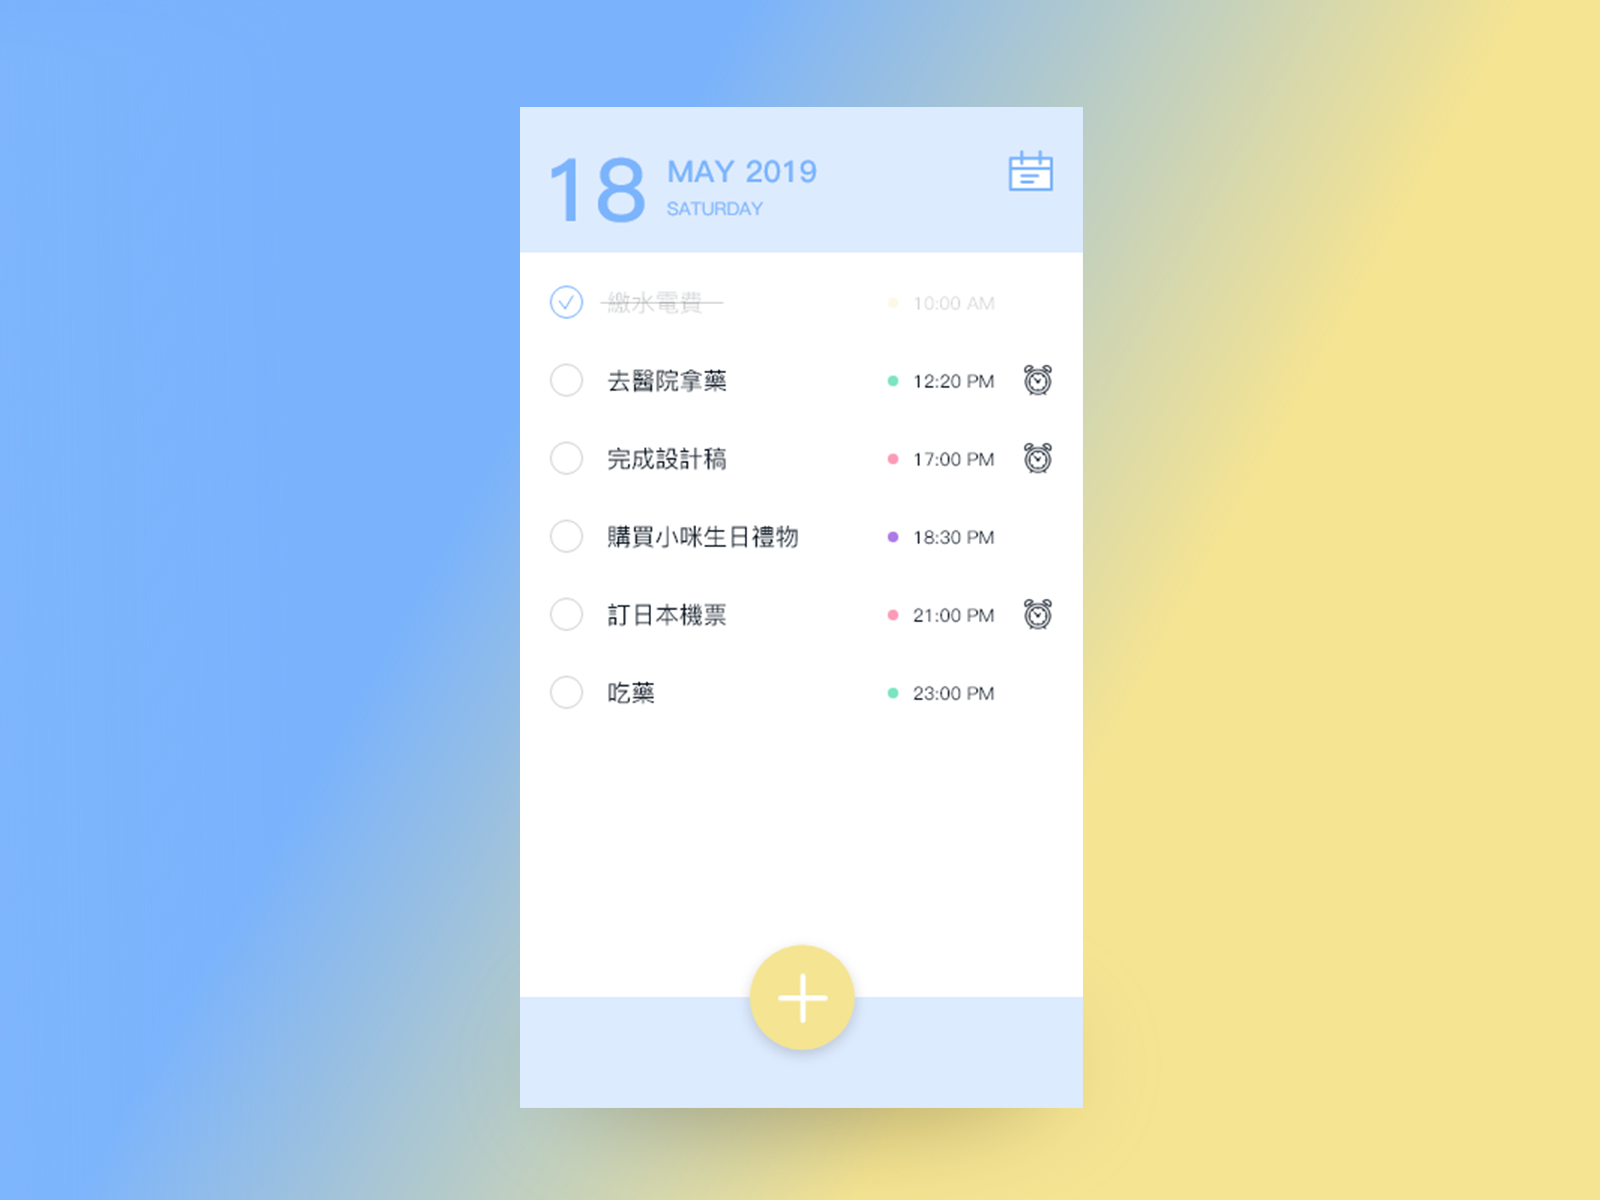 18 MAY 2019
SATURDAY
繳水電費 10:00 AM
去醫院拿藥 12:20 PM
完成設計稿 17:00 PM
購買小咪生日禮物 18:30 PM
訂日本機票 21:00 PM
吃藥 23:00 PM